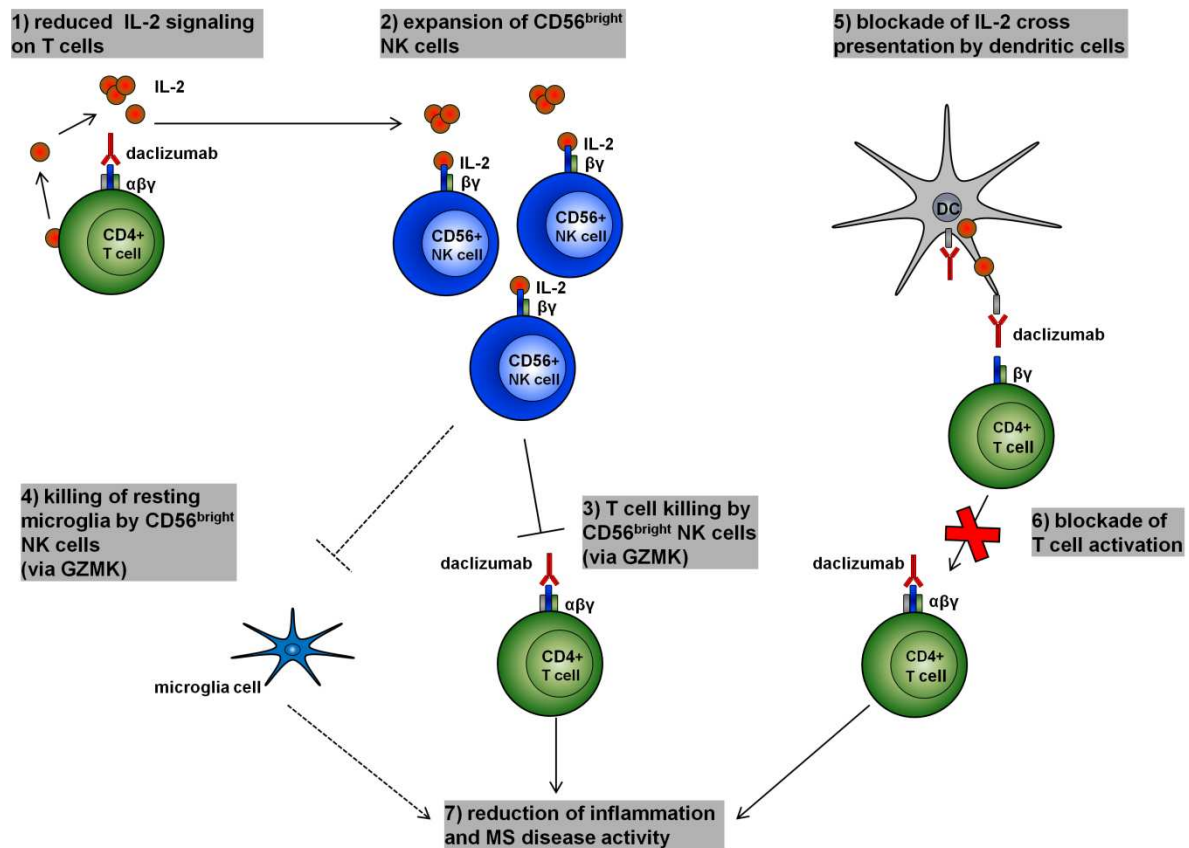 1) reduced IL-2 signaling
on T cells
IL-2
daclizumab
αβγ
CD4+
T cell
2) expansion of CD56bright
NK cells
IL-2
βγ
CD56+
NK cell
IL-2
βγ
CD56+
NK cell
IL-2
βγ
CD56+
NK cell
5) blockade of IL-2 cross
presentation by dendritic cells
DC
daclizumab
βγ
CD4+
T cell
4) killing of resting
microglia by CD56bright
NK cells
(via GZMK)
microglia cell
3) T cell killing by
CD56bright NK cells
(via GZMK)
daclizumab
αβγ
CD4+
T cell
6) blockade of
T cell activation
daclizumab
αβγ
CD4+
T cell
7) reduction of inflammation
and MS disease activity